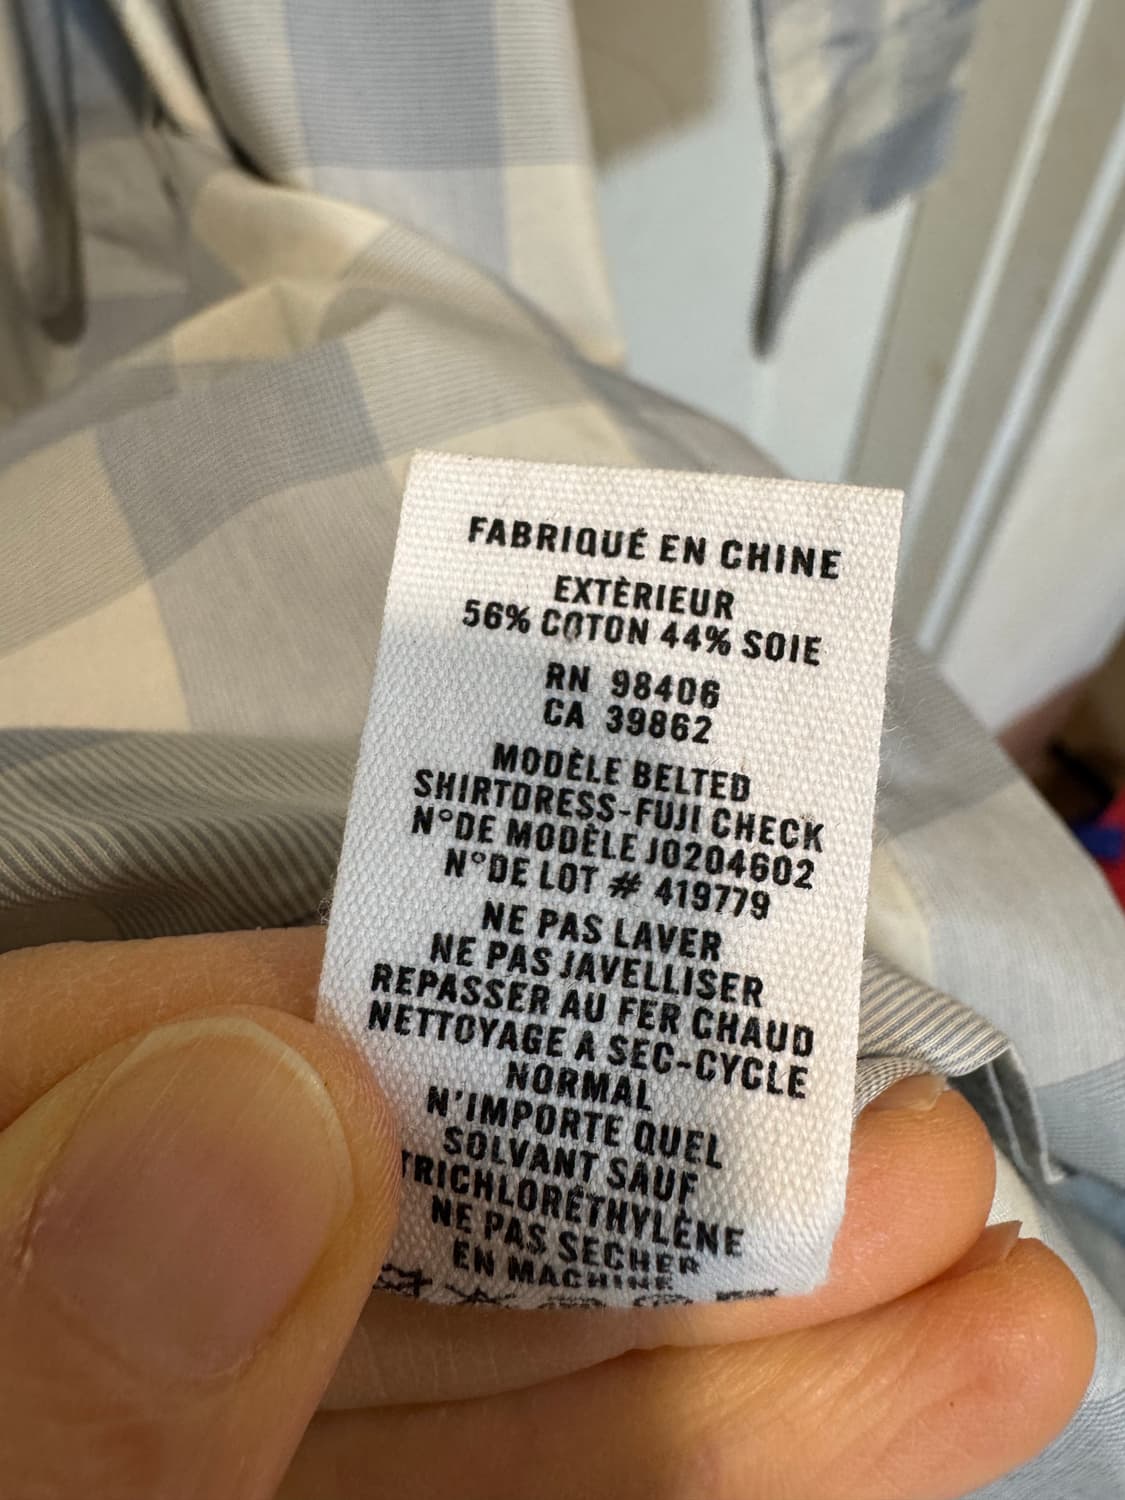 FABRIQUÉ EN CHINE
EXTÈRIEUR
56% COTON 44% SOIE
RN 98406
CA 39862
MODÈLE BELTED
SHIRTDRESS-FUJI CHECK
N°DE MODÈLE J0204602
N°DE LOT # 419779
NE PAS LAVER
NE PAS JAVELLISER
REPASSER AU FER CHAUD
NETTOYAGE A SEC-CYCLE
NORMAL
N'IMPORTE QUEL
SOLVANT SAUF
TRICHLORÉTHYLÈNE
NE PAS SECHER
EN MACHINE